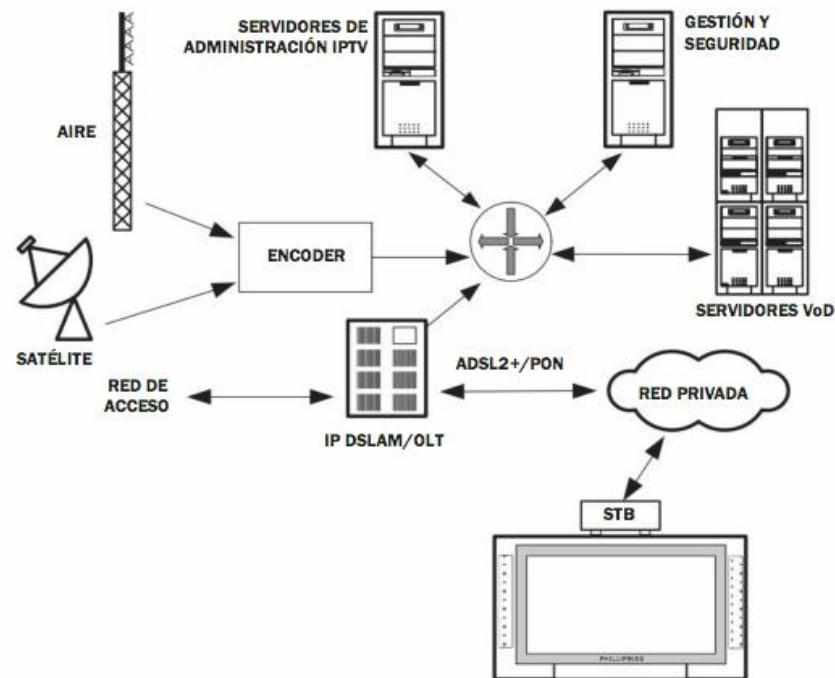 SERVIDORES DE
ADMINISTRACIÓN IPTV
GESTIÓN Y
SEGURIDAD
AIRE
ENCODER
SERVIDORES VoD
SATÉLITE
ADSL2+/PON
RED DE
ACCESO
RED PRIVADA
IP DSLAM/OLT
STB
PHILLIPINES